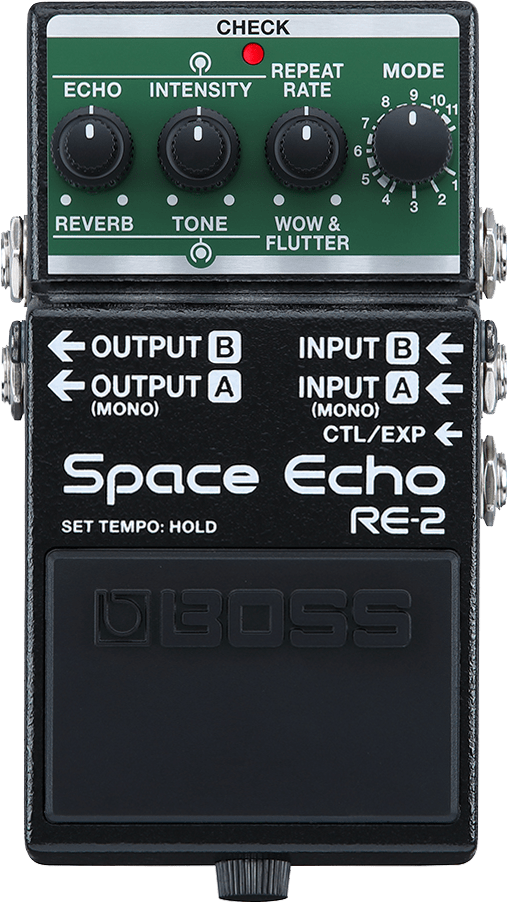 CHECK
ECHO
INTENSITY
REPEAT
RATE
MODE
1
2
3
4
5
6
7
8
9
10
11
REVERB
TONE
WOW &
FLUTTER
OUTPUT B
INPUT B
OUTPUT A
(MONO)
INPUT A
(MONO)
CTL/EXP
Space Echo
SET TEMPO: HOLD
RE-2
BOSS